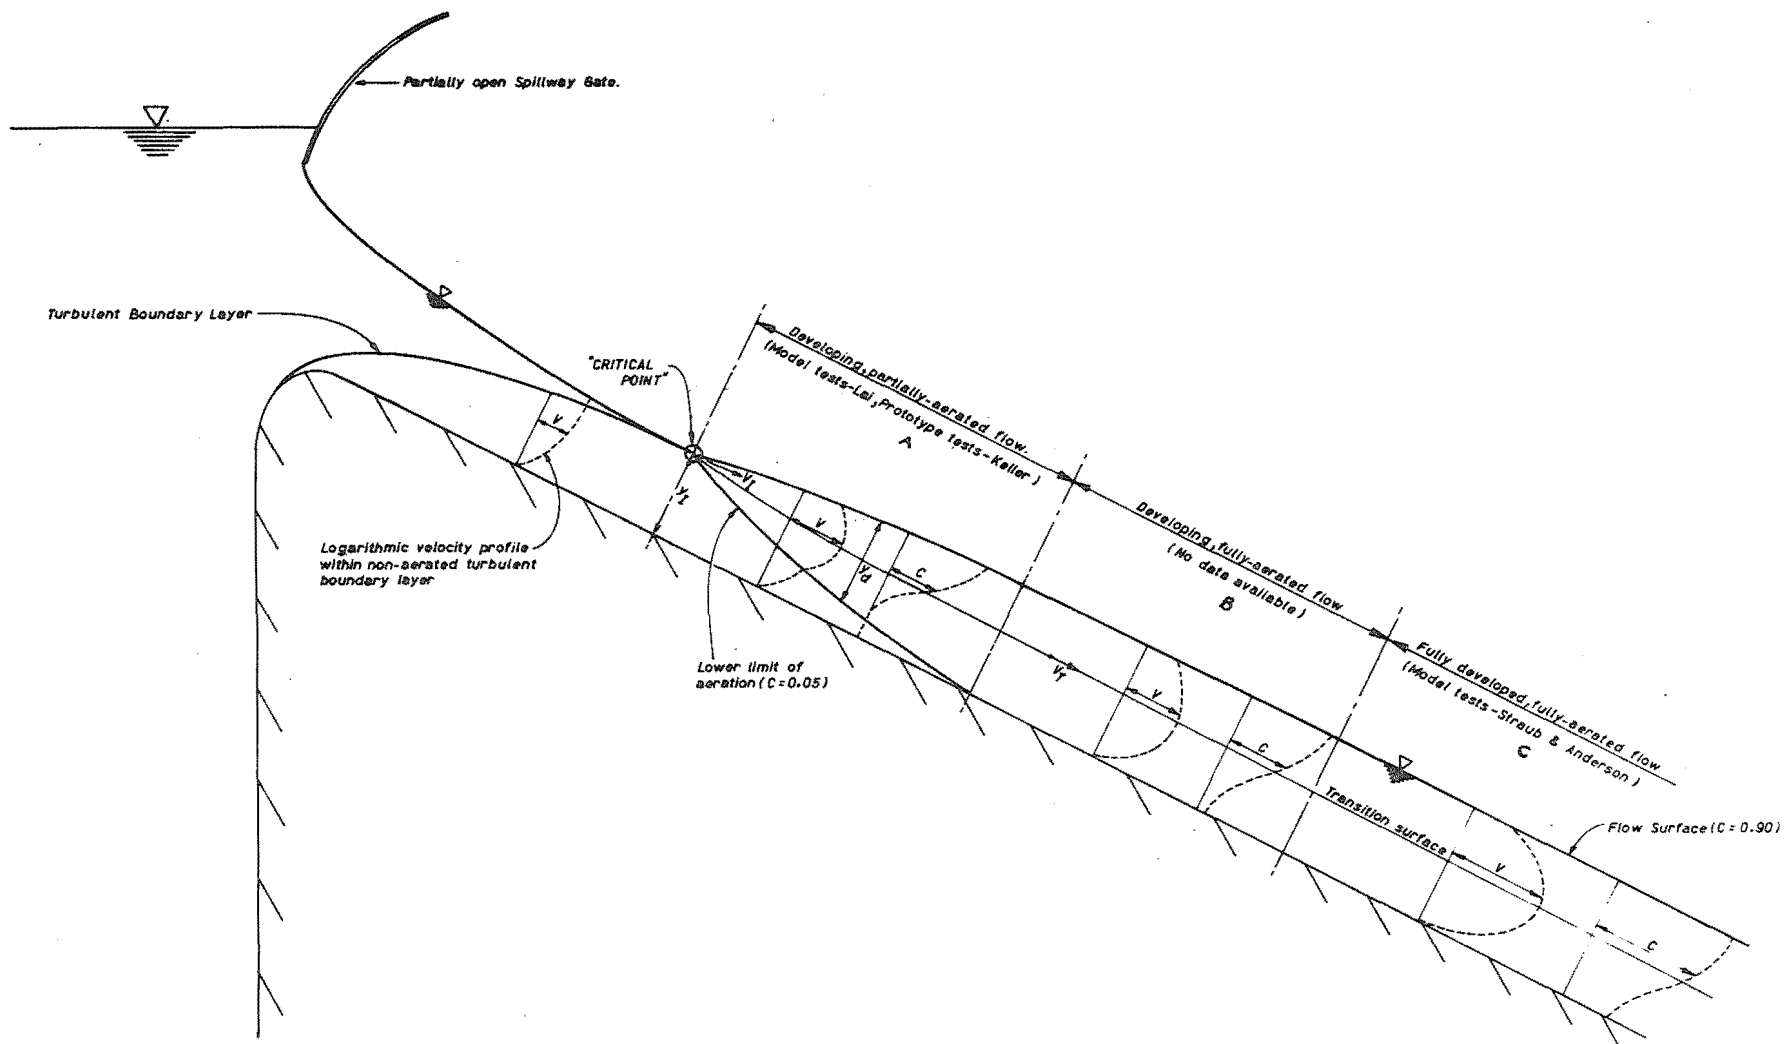 Partially open Spillway Gate.
Turbulent Boundary Layer
"CRITICAL
POINT"
Developing, partially-aerated flow.
(Model tests-Lai, Prototype tests-Keller)
A
Developing, fully-aerated flow
(No data available)
B
Fully developed, fully-aerated flow
(Model tests-Straub & Anderson)
C
V
y_I
V_I
V
y_d
C
Logarithmic velocity profile
within non-aerated turbulent
boundary layer
Lower limit of
aeration (C=0.05)
V_T
V
C
Transition surface
Flow Surface (C=0.90)
V
C